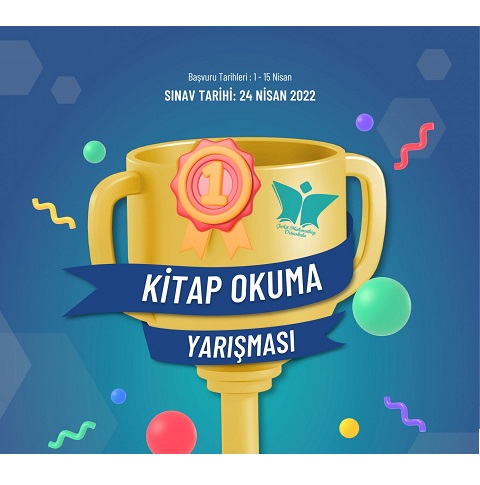 Başvuru Tarihleri : 1 - 15 Nisan
SINAV TARİHİ: 24 NİSAN 2022
1
KİTAP OKUMA
YARIŞMASI